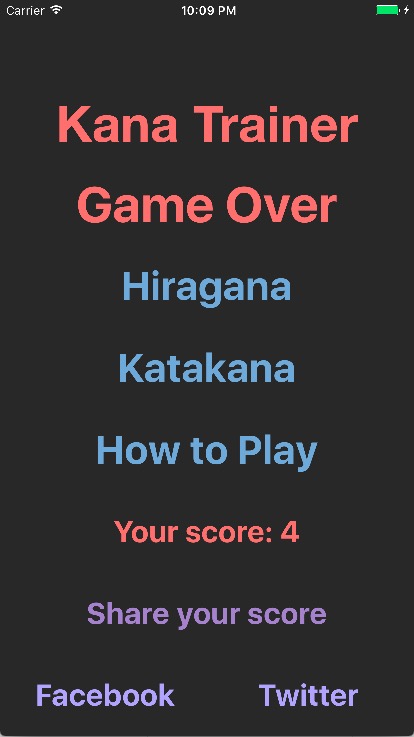 Carrier 10:09 PM
Kana Trainer
Game Over
Hiragana
Katakana
How to Play
Your score: 4
Share your score
Facebook Twitter